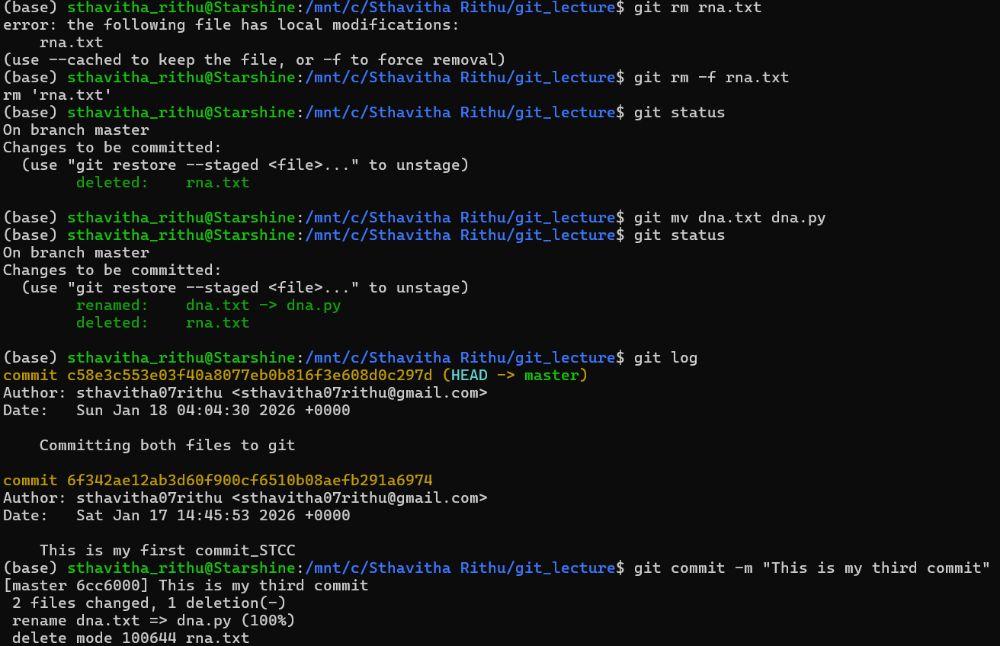 (base) sthavitha_rithu@Starshine:/mnt/c/Sthavitha Rithu/git_lecture$ git rm rna.txt
error: the following file has local modifications:
    rna.txt
(use --cached to keep the file, or -f to force removal)
(base) sthavitha_rithu@Starshine:/mnt/c/Sthavitha Rithu/git_lecture$ git rm -f rna.txt
rm 'rna.txt'
(base) sthavitha_rithu@Starshine:/mnt/c/Sthavitha Rithu/git_lecture$ git status
On branch master
Changes to be committed:
  (use "git restore --staged <file>..." to unstage)
        deleted:    rna.txt

(base) sthavitha_rithu@Starshine:/mnt/c/Sthavitha Rithu/git_lecture$ git mv dna.txt dna.py
(base) sthavitha_rithu@Starshine:/mnt/c/Sthavitha Rithu/git_lecture$ git status
On branch master
Changes to be committed:
  (use "git restore --staged <file>..." to unstage)
        renamed:    dna.txt -> dna.py
        deleted:    rna.txt

(base) sthavitha_rithu@Starshine:/mnt/c/Sthavitha Rithu/git_lecture$ git log
commit c58e3c553e03f40a8077eb0b816f3e608d0c297d (HEAD -> master)
Author: sthavitha07rithu <sthavitha07rithu@gmail.com>
Date:   Sun Jan 18 04:04:30 2026 +0000

    Committing both files to git

commit 6f342ae12ab3d60f900cf6510b08aefb291a6974
Author: sthavitha07rithu <sthavitha07rithu@gmail.com>
Date:   Sat Jan 17 14:45:53 2026 +0000

    This is my first commit_STCC
(base) sthavitha_rithu@Starshine:/mnt/c/Sthavitha Rithu/git_lecture$ git commit -m "This is my third commit"
[master 6cc6000] This is my third commit
 2 files changed, 1 deletion(-)
 rename dna.txt => dna.py (100%)
 delete mode 100644 rna.txt